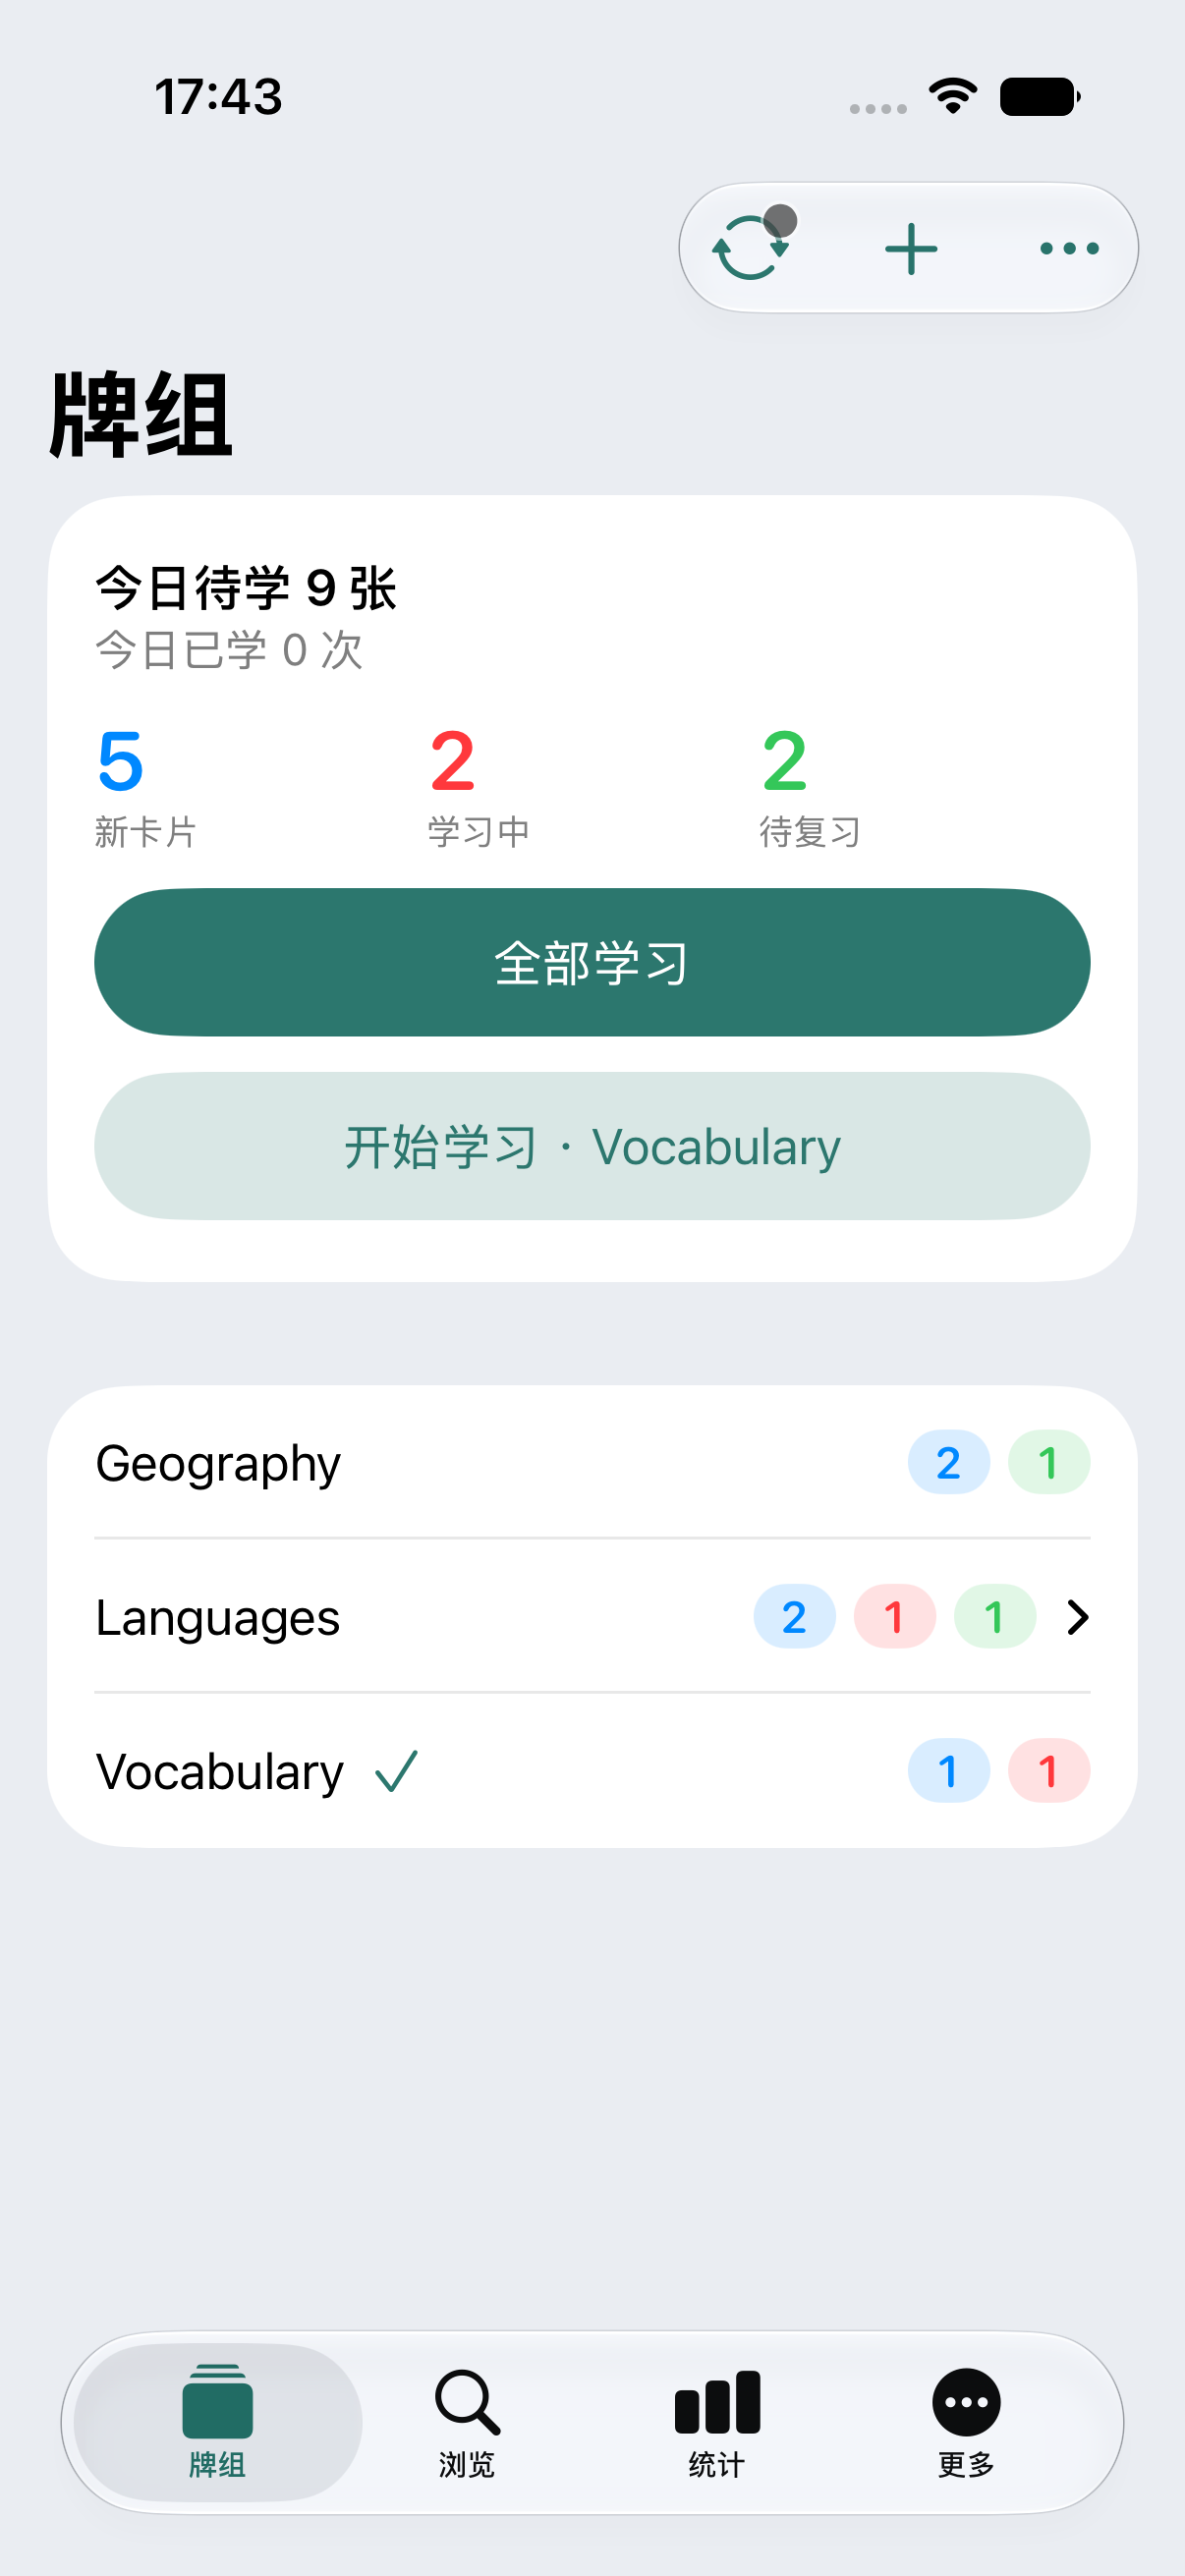 17:43
牌组
今日待学 9 张
今日已学 0 次
5 2 2
新卡片 学习中 待复习
全部学习
开始学习 · Vocabulary
Geography 2 1
Languages 2 1 1
Vocabulary 1 1
牌组 浏览 统计 更多